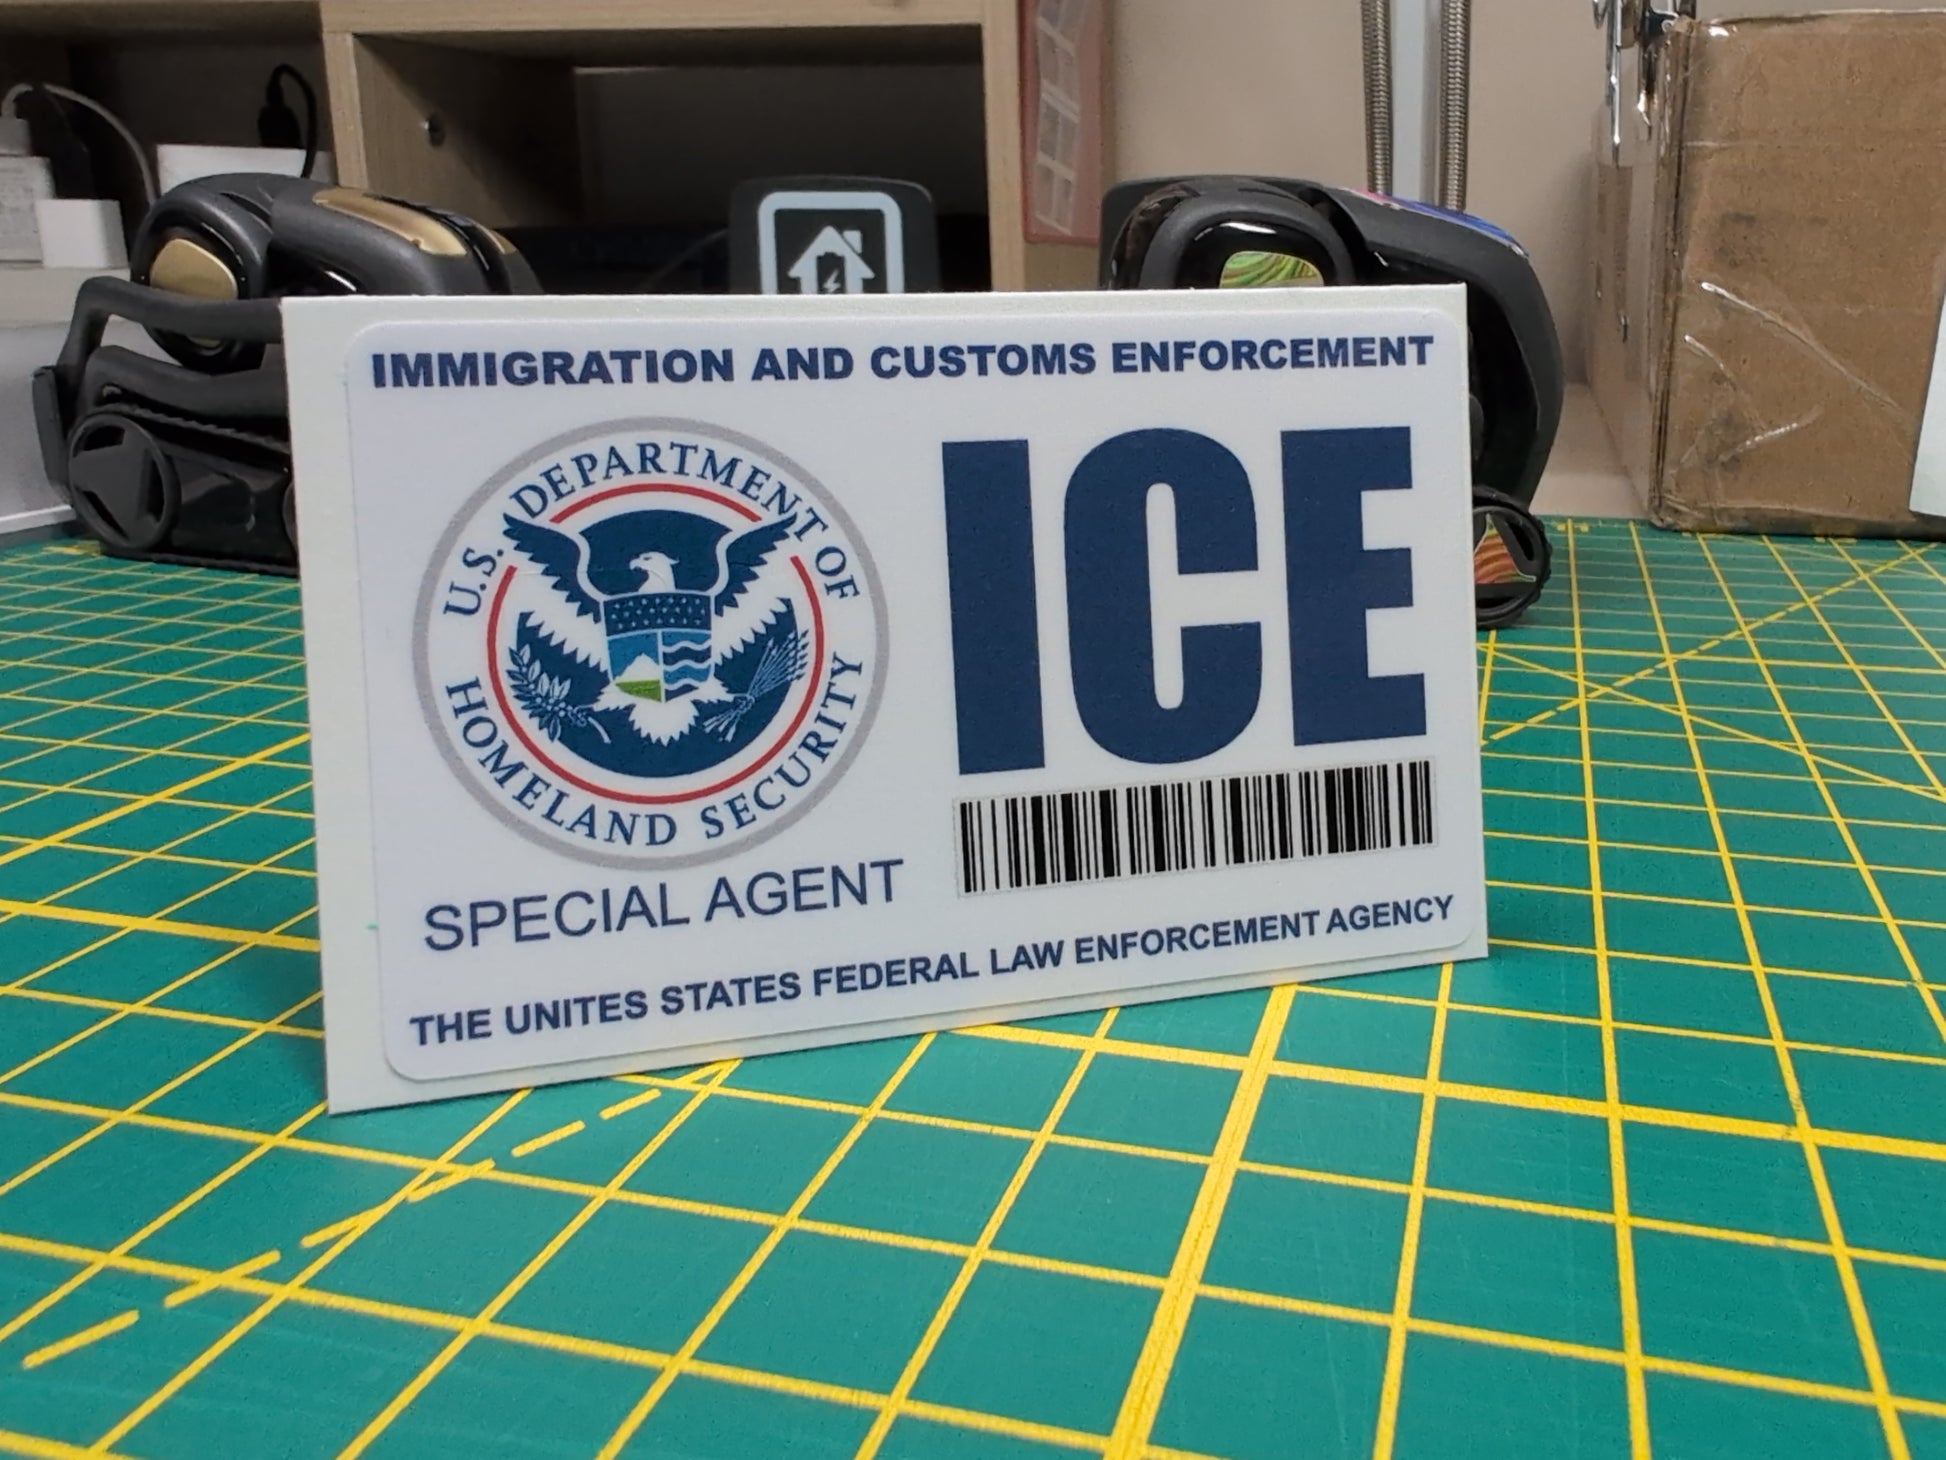 IMMIGRATION AND CUSTOMS ENFORCEMENT
U.S. DEPARTMENT OF
HOMELAND SECURITY
ICE
SPECIAL AGENT
THE UNITES STATES FEDERAL LAW ENFORCEMENT AGENCY